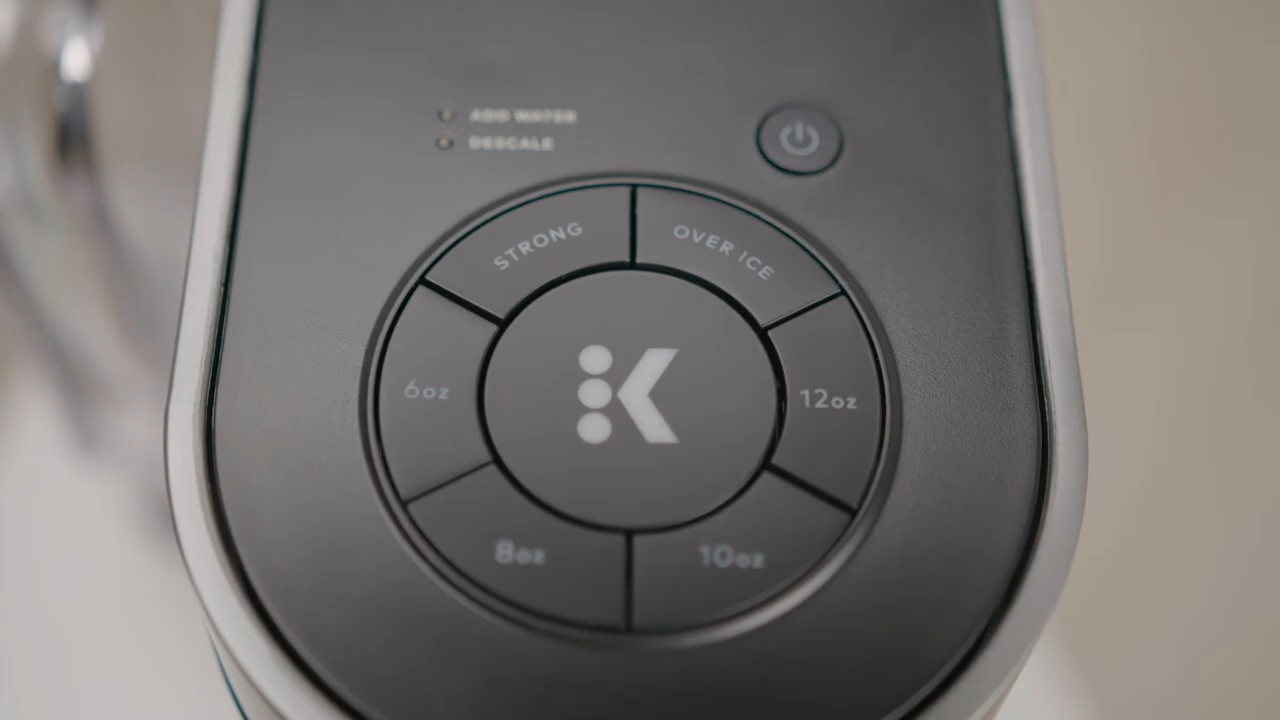 ADD WATER
DESCALE
STRONG
OVER ICE
6oz
K
12oz
8oz
10oz